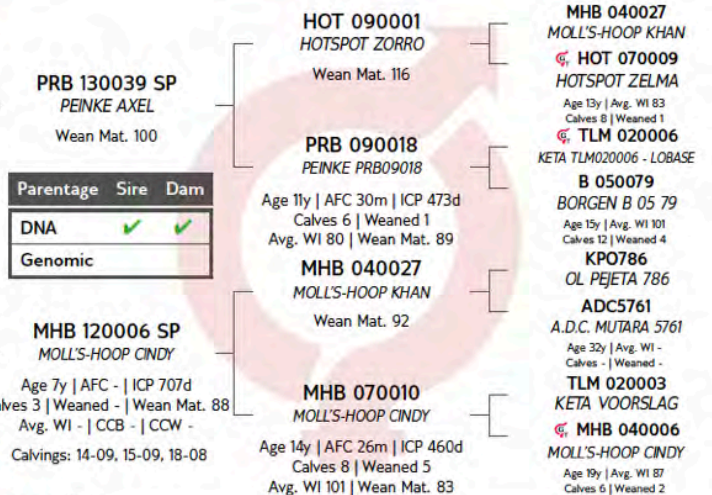 PRB 130039 SP
PEINKE AXEL
Wean Mat. 100
Parentage Sire Dam
DNA ✔ ✔
Genomic
MHB 120006 SP
MOLL'S-HOOP CINDY
Age 7y | AFC - | ICP 707d
alves 3 | Weaned - | Wean Mat. 88
Avg. WI - | CCB - | CCW -
Calvings: 14-09, 15-09, 18-08
HOT 090001
HOTSPOT ZORRO
Wean Mat. 116
PRB 090018
PEINKE PRB09018
Age 11y | AFC 30m | ICP 473d
Calves 6 | Weaned 1
Avg. WI 80 | Wean Mat. 89
MHB 040027
MOLL'S-HOOP KHAN
Wean Mat. 92
MHB 070010
MOLL'S-HOOP CINDY
Age 14y | AFC 26m | ICP 460d
Calves 8 | Weaned 5
Avg. WI 101 | Wean Mat. 83
MHB 040027
MOLL'S-HOOP KHAN
HOT 070009
HOTSPOT ZELMA
Age 13y | Avg. WI 83
Calves 8 | Weaned 1
TLM 020006
KETA TLM020006 - LOBASE
B 050079
BORGEN B 05 79
Age 15y | Avg. WI 101
Calves 12 | Weaned 4
KPO786
OL PEJETA 786
ADC5761
A.D.C. MUTARA 5761
Age 32y | Avg. WI -
Calves - | Weaned -
TLM 020003
KETA VOORSLAG
MHB 040006
MOLL'S-HOOP CINDY
Age 19y | Avg. WI 87
Calves 6 | Weaned 2